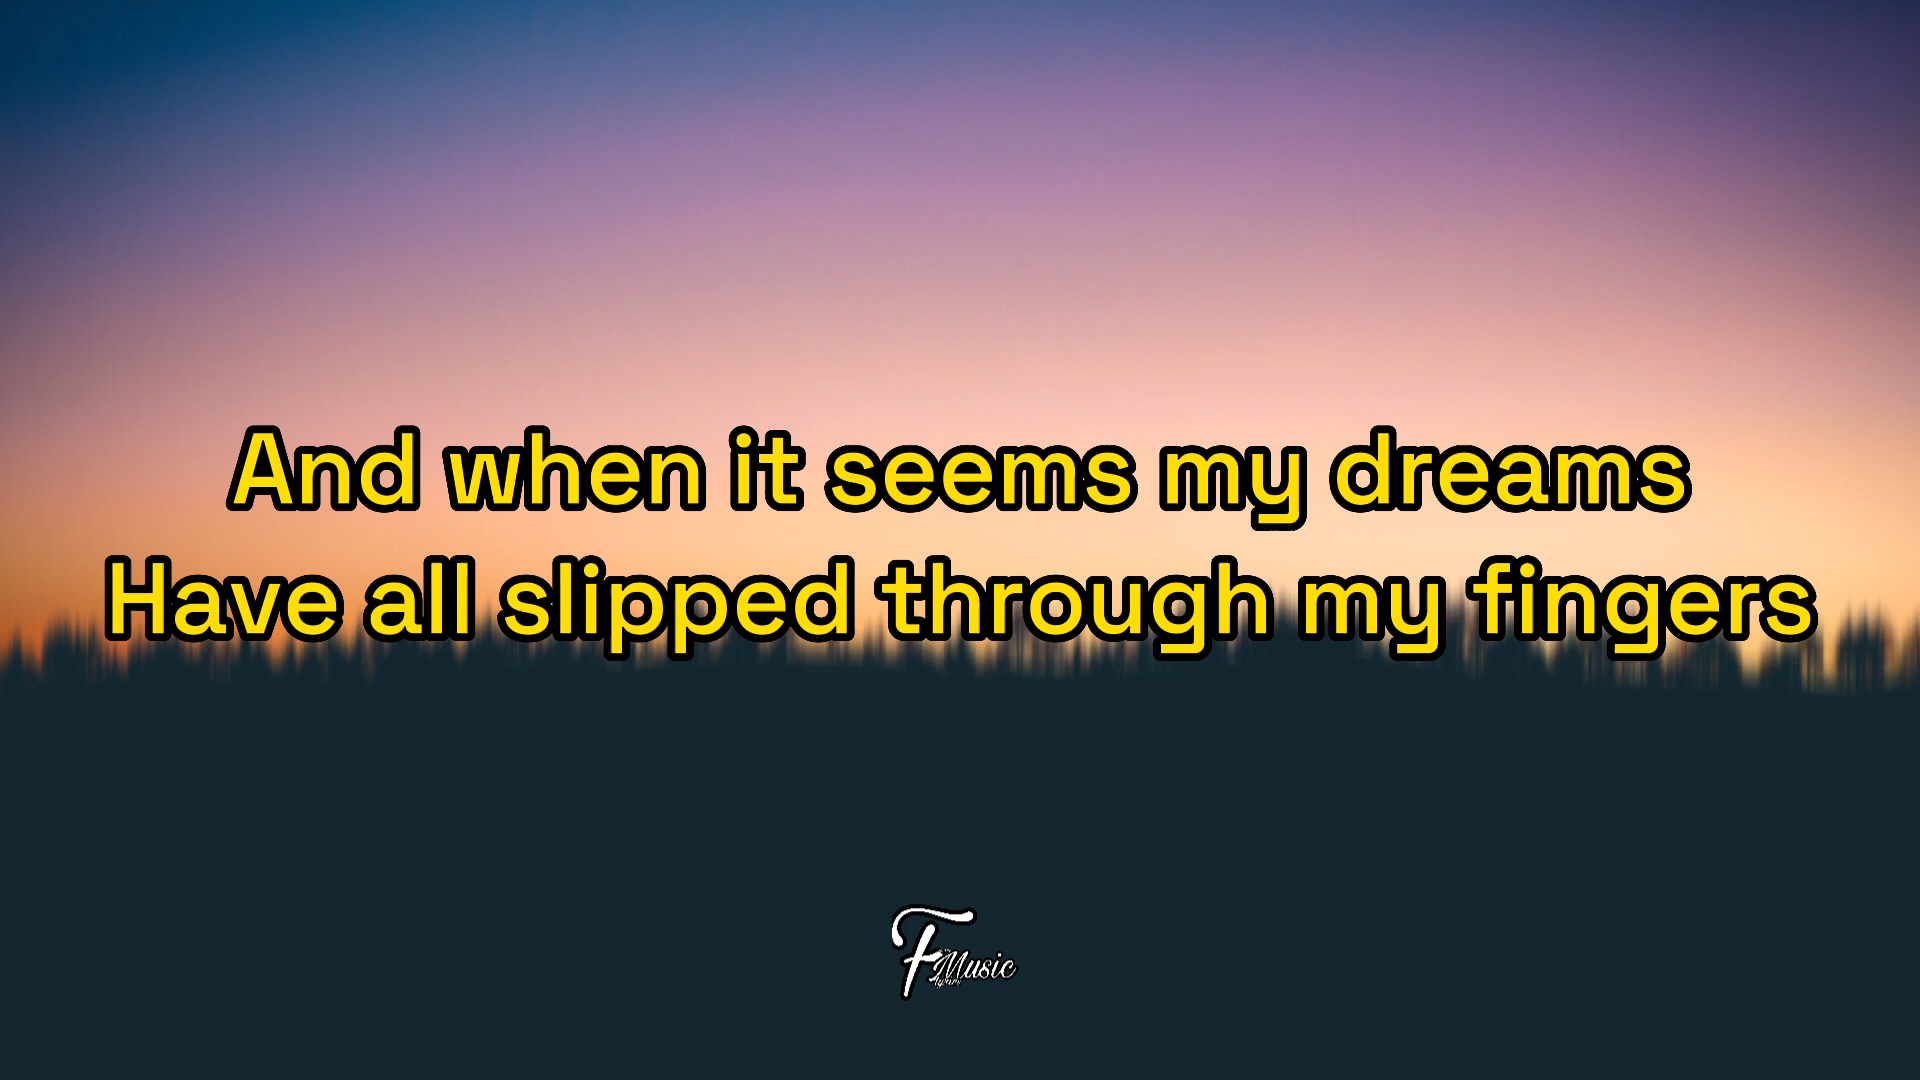 And when it seems my dreams
Have all slipped through my fingers
F Music